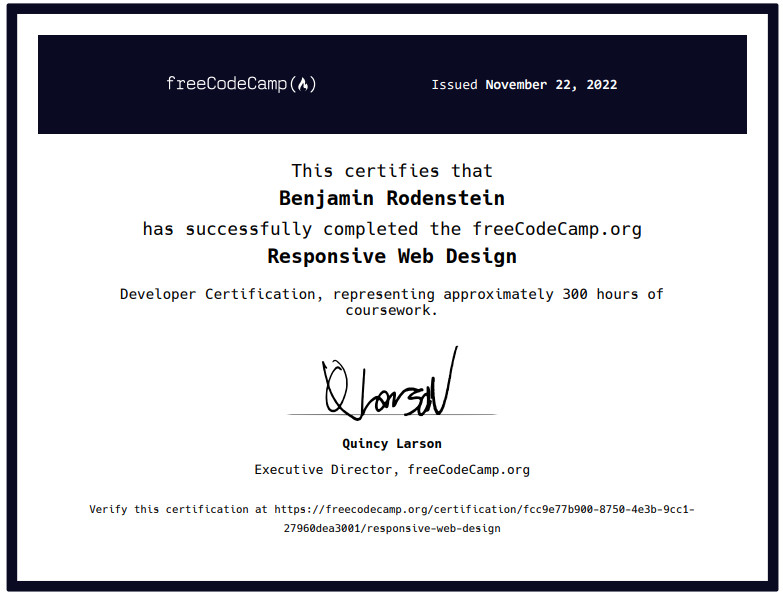 freeCodeCamp(🔥)
Issued November 22, 2022
This certifies that
Benjamin Rodenstein
has successfully completed the freeCodeCamp.org
Responsive Web Design
Developer Certification, representing approximately 300 hours of
coursework.
Q Larson
Quincy Larson
Executive Director, freeCodeCamp.org
Verify this certification at https://freecodecamp.org/certification/fcc9e77b900-8750-4e3b-9cc1-
27960dea3001/responsive-web-design